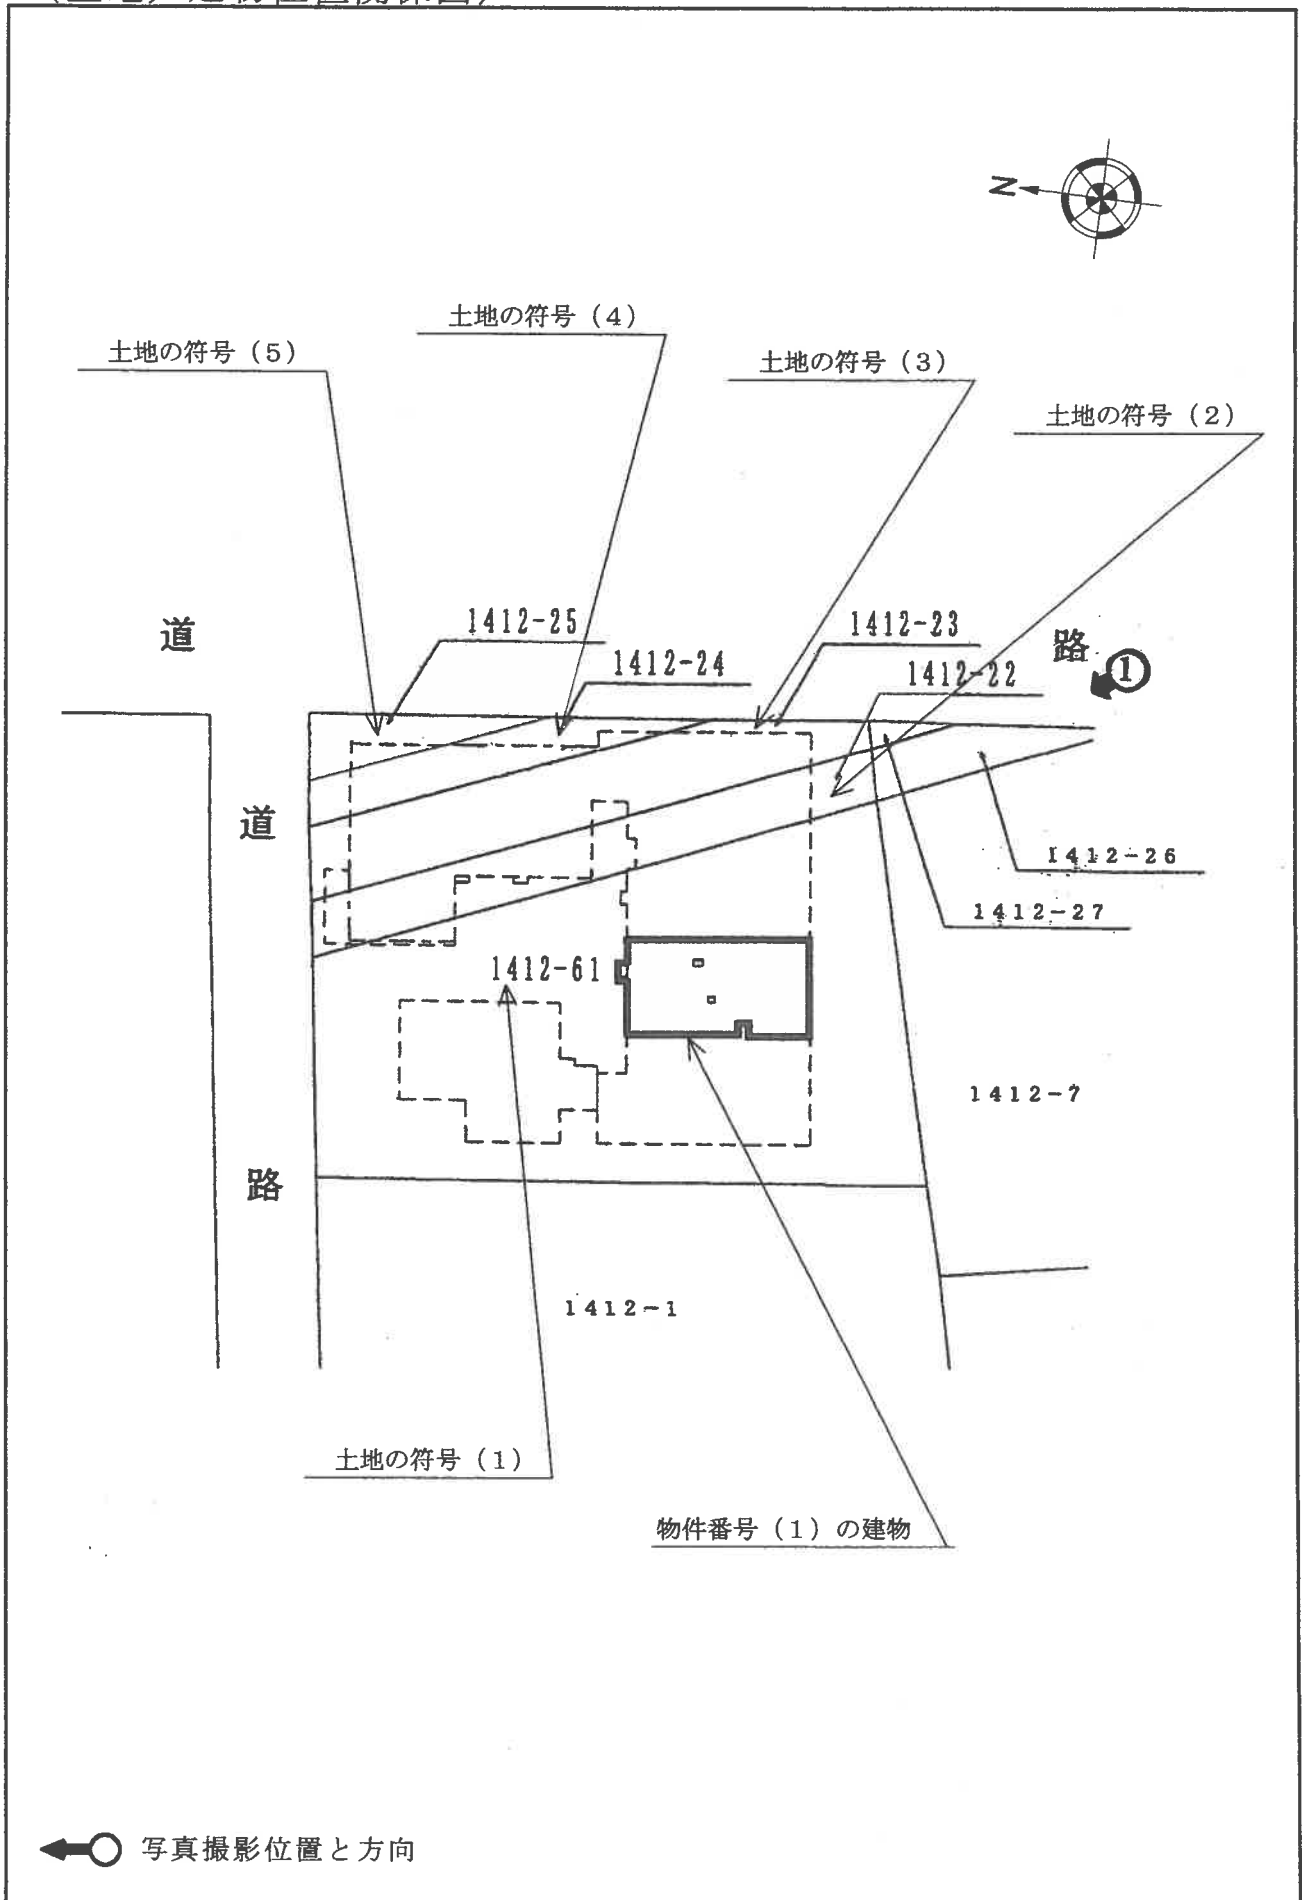 N
土地の符号（4）
土地の符号（5）
土地の符号（3）
土地の符号（2）
1412-25
1412-23
道
路
1412-24
1412-22
①
道
1412-26
1412-27
1412-61
1412-7
路
1412-1
土地の符号（1）
物件番号（1）の建物
写真撮影位置と方向